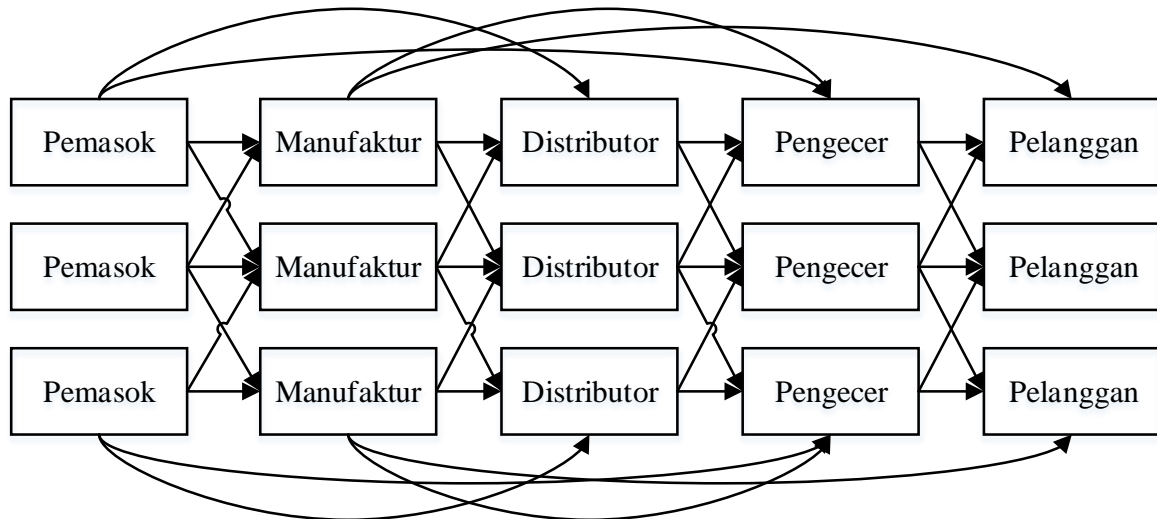 Pemasok
Manufaktur
Distributor
Pengecer
Pelanggan
Pemasok
Manufaktur
Distributor
Pengecer
Pelanggan
Pemasok
Manufaktur
Distributor
Pengecer
Pelanggan